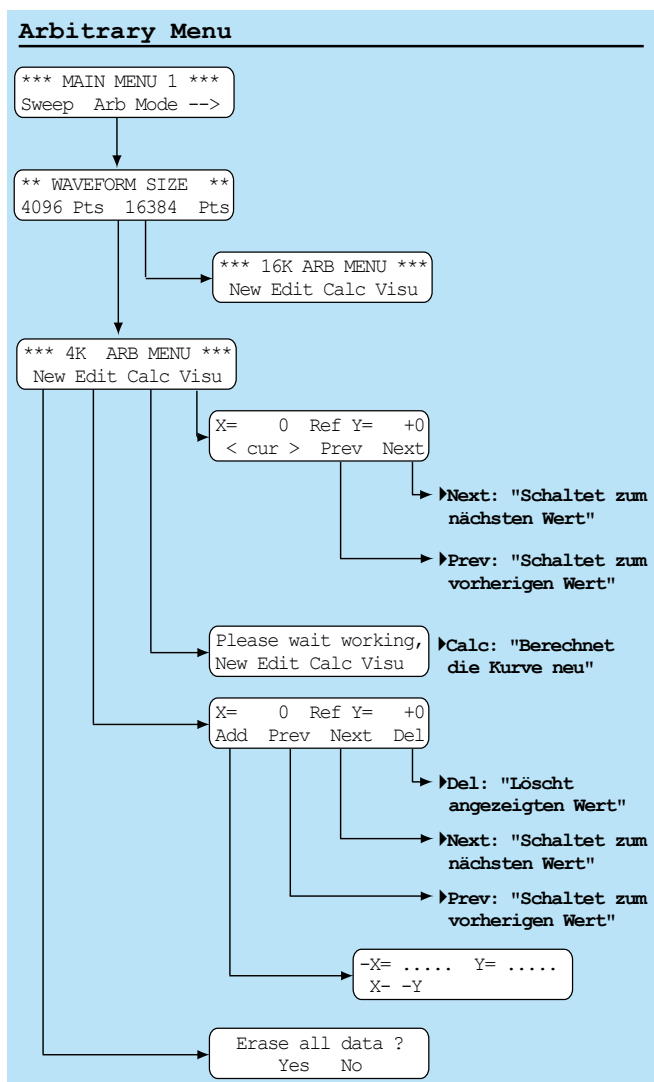 Arbitrary Menu
*** MAIN MENU 1 ***
Sweep Arb Mode -->
** WAVEFORM SIZE **
4096 Pts 16384 Pts
*** 16K ARB MENU ***
New Edit Calc Visu
*** 4K ARB MENU ***
New Edit Calc Visu
X= 0 Ref Y= +0
< cur > Prev Next
Next: "Schaltet zum
nächsten Wert"
Prev: "Schaltet zum
vorherigen Wert"
Please wait working,
New Edit Calc Visu
Calc: "Berechnet
die Kurve neu"
X= 0 Ref Y= +0
Add Prev Next Del
Del: "Löscht
angezeigten Wert"
Next: "Schaltet zum
nächsten Wert"
Prev: "Schaltet zum
vorherigen Wert"
-X= ..... Y= .....
X- -Y
Erase all data ?
Yes No